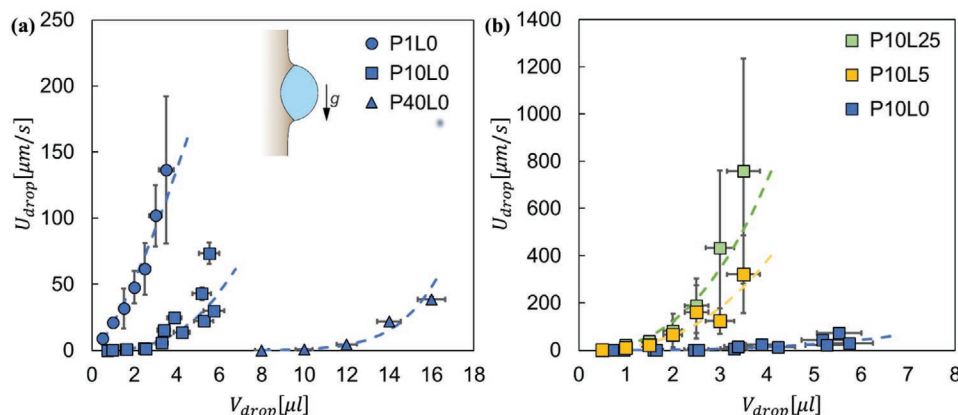 (a)
250
200
150
100
50
0
U_drop[μm/s]
0 2 4 6 8 10 12 14 16 18
V_drop[μl]
P1L0
P10L0
P40L0
g
(b)
1400
1200
1000
800
600
400
200
0
U_drop[μm/s]
0 1 2 3 4 5 6 7 8
V_drop[μl]
P10L25
P10L5
P10L0